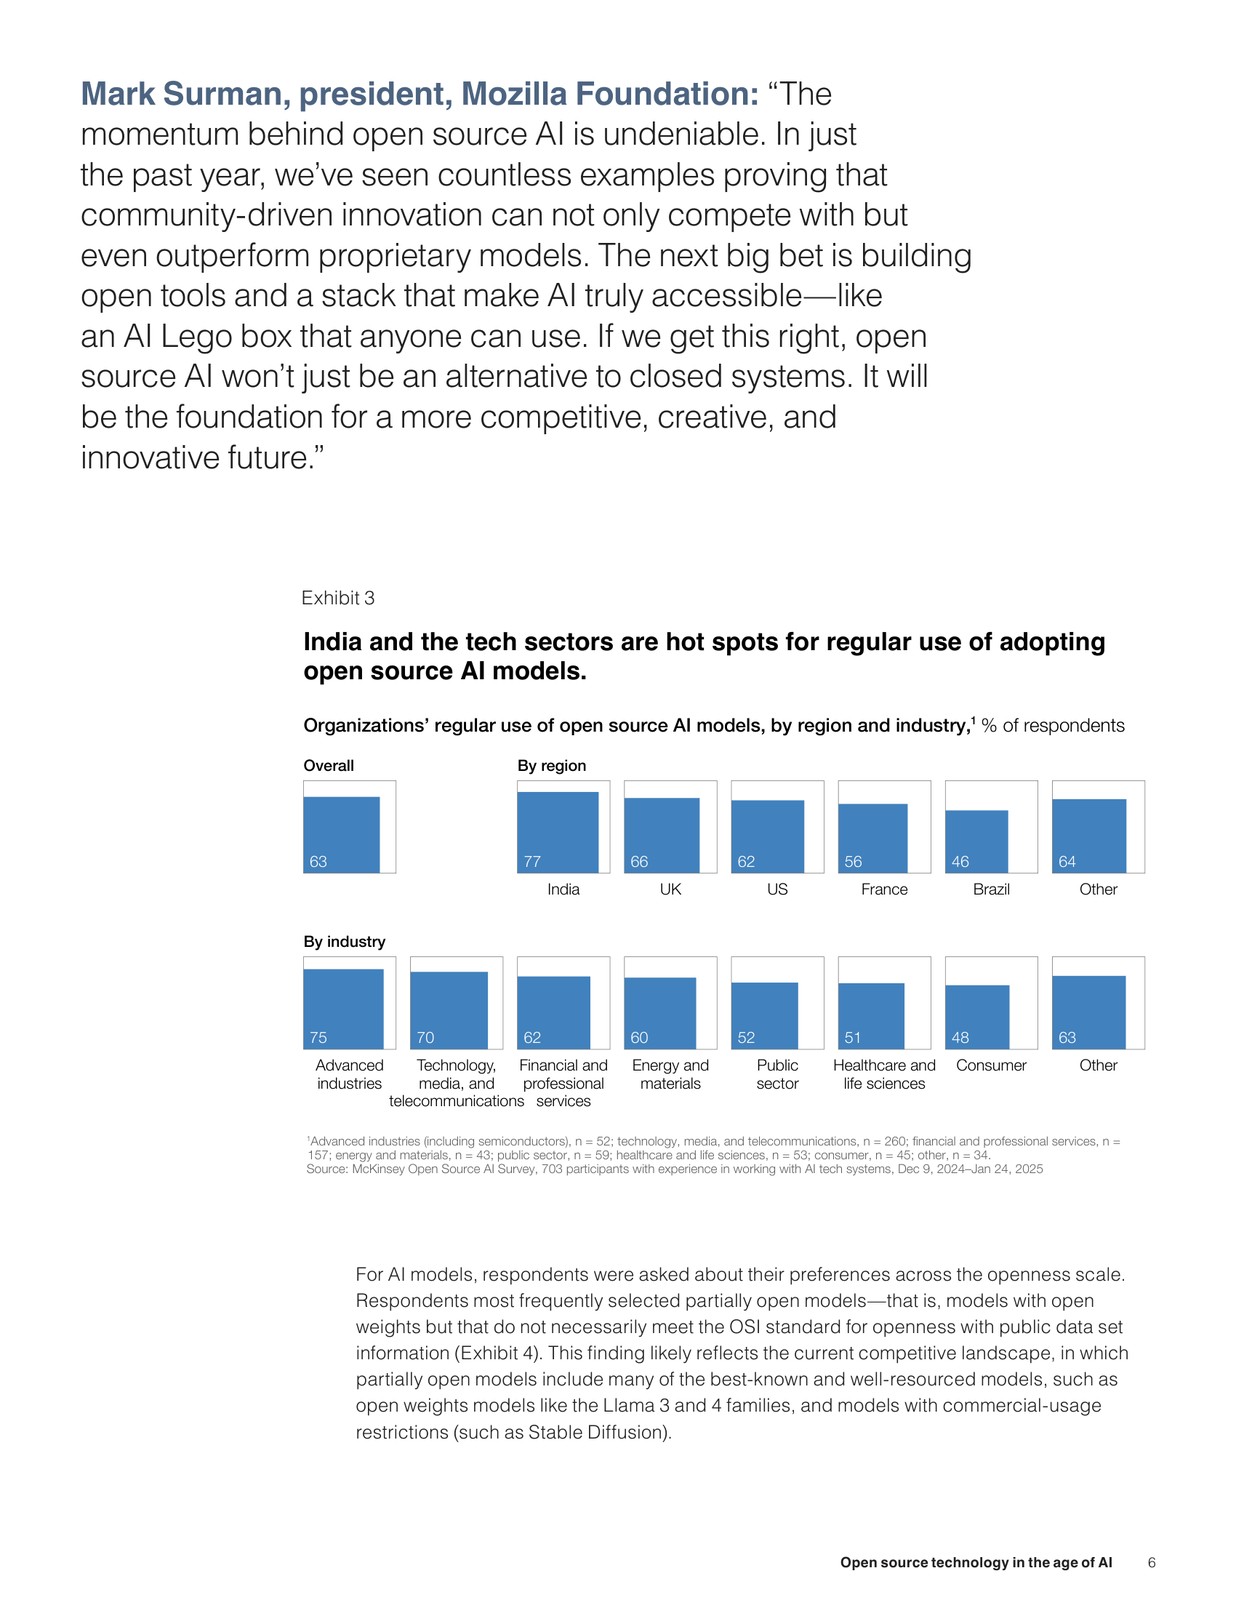 Mark Surman, president, Mozilla Foundation: “The
momentum behind open source AI is undeniable. In just
the past year, we’ve seen countless examples proving that
community-driven innovation can not only compete with but
even outperform proprietary models. The next big bet is building
open tools and a stack that make AI truly accessible—like
an AI Lego box that anyone can use. If we get this right, open
source AI won’t just be an alternative to closed systems. It will
be the foundation for a more competitive, creative, and
innovative future.”
Exhibit 3
India and the tech sectors are hot spots for regular use of adopting
open source AI models.
Organizations’ regular use of open source AI models, by region and industry,¹ % of respondents
Overall
63
By region
77 66 62 56 46 64
India UK US France Brazil Other
By industry
75 70 62 60 52 51 48 63
Advanced Technology, Financial and Energy and Public Healthcare and Consumer Other
industries media, and professional materials sector life sciences
telecommunications services
¹Advanced industries (including semiconductors), n = 52; technology, media, and telecommunications, n = 260; financial and professional services, n =
157; energy and materials, n = 43; public sector, n = 59; healthcare and life sciences, n = 53; consumer, n = 45; other, n = 34.
Source: McKinsey Open Source AI Survey, 703 participants with experience in working with AI tech systems, Dec 9, 2024–Jan 24, 2025
For AI models, respondents were asked about their preferences across the openness scale.
Respondents most frequently selected partially open models—that is, models with open
weights but that do not necessarily meet the OSI standard for openness with public data set
information (Exhibit 4). This finding likely reflects the current competitive landscape, in which
partially open models include many of the best-known and well-resourced models, such as
open weights models like the Llama 3 and 4 families, and models with commercial-usage
restrictions (such as Stable Diffusion).
Open source technology in the age of AI 6